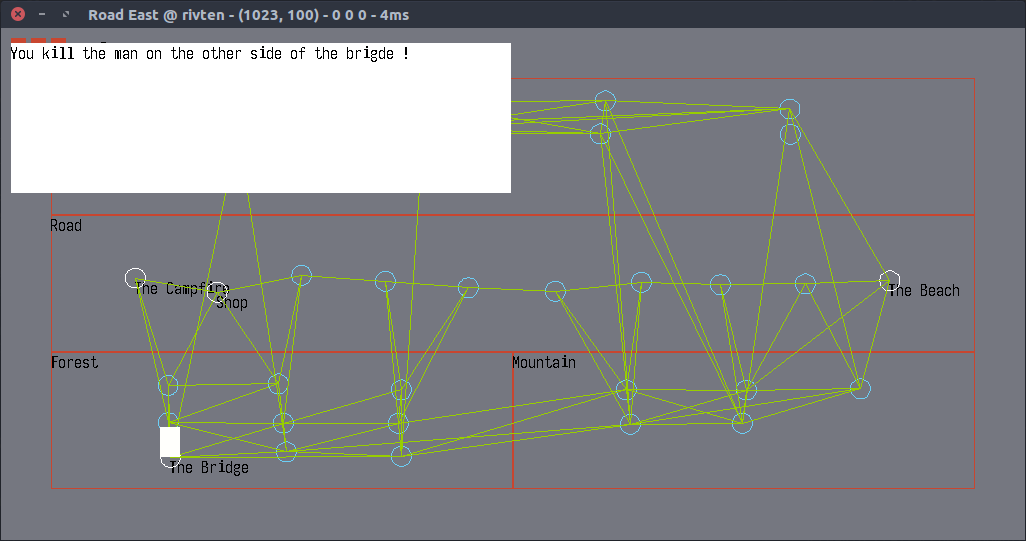 Road East @ rivten - (1023, 100) - 0 0 0 - 4ms
You kill the man on the other side of the brigde !
Road
The Campfire
Shop
The Beach
Forest
Mountain
The Bridge